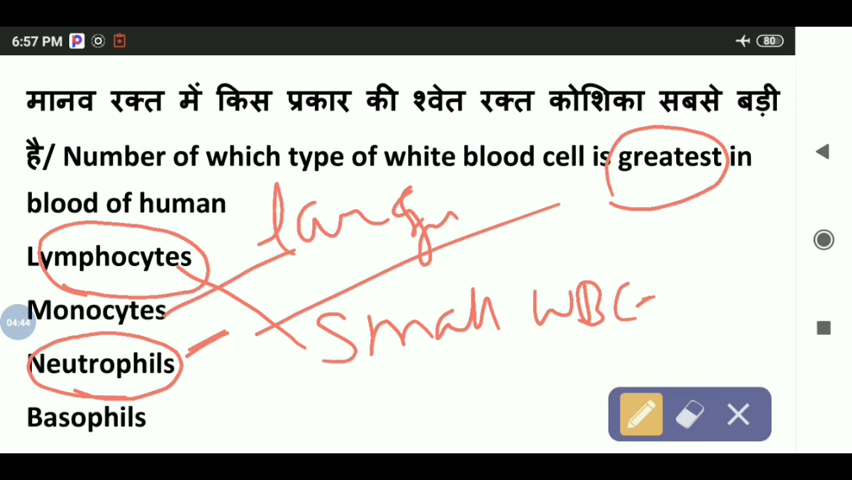 6:57 PM P 80
मानव रक्त में किस प्रकार की श्वेत रक्त कोशिका सबसे बड़ी
है/ Number of which type of white blood cell is greatest in
blood of human
Lymphocytes
Monocytes
04:44
Neutrophils
Basophils
small WBC